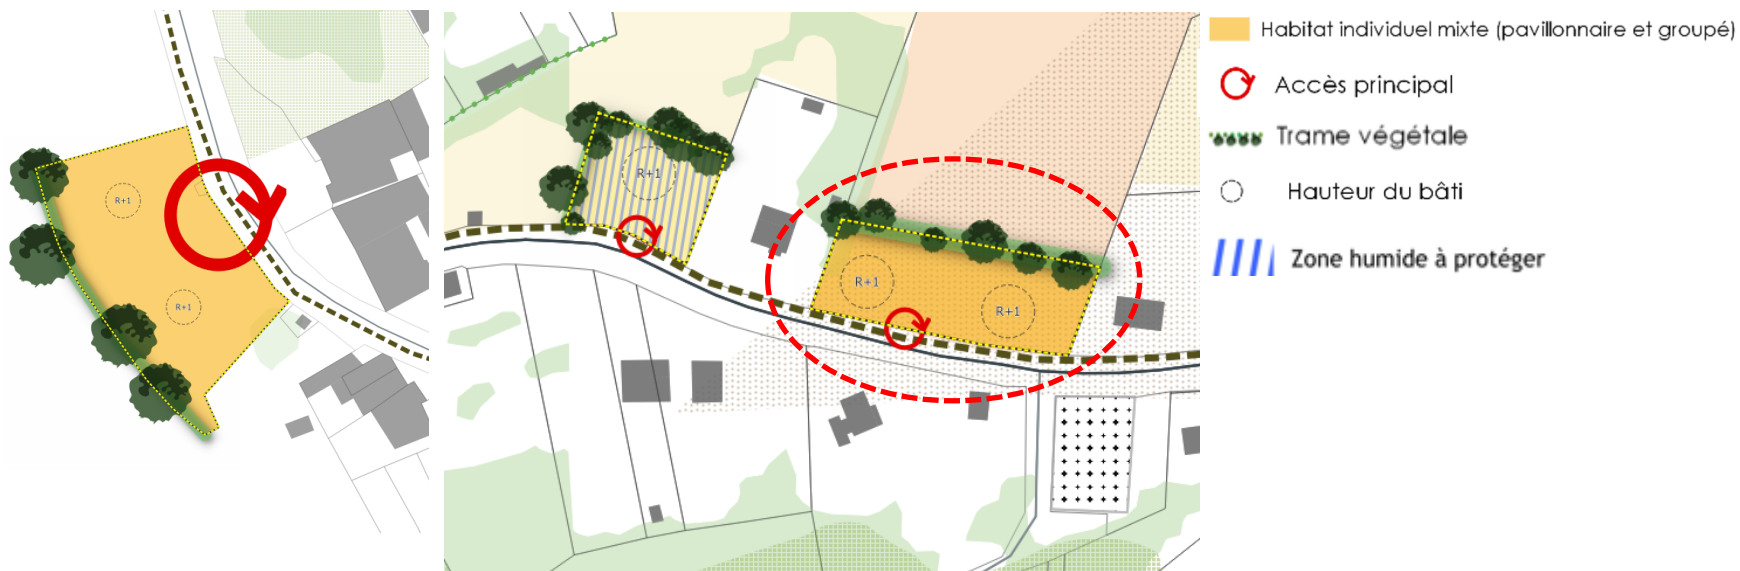 R+1
R+1
R+1
R+1
R+1
Habitat individuel mixte (pavillonnaire et groupé)
Accès principal
Trame végétale
Hauteur du bâti
Zone humide à protéger